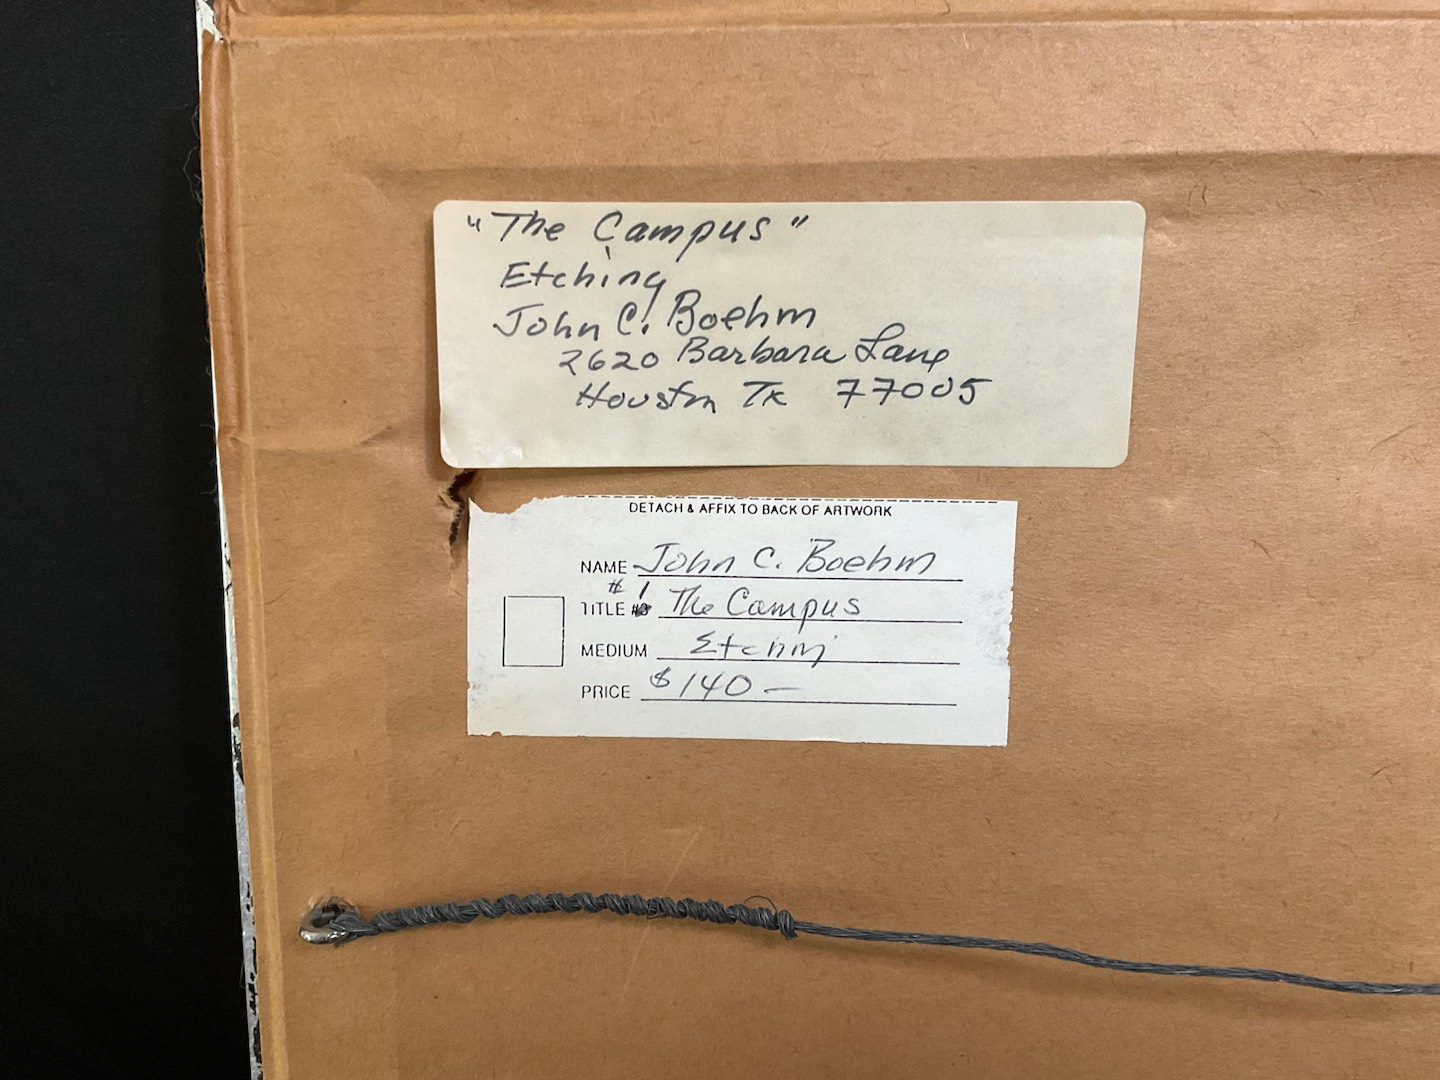 "The Campus"
Etching
John C. Boehm
2620 Barbara Lane
Houston Tx 77005
DETACH & AFFIX TO BACK OF ARTWORK
NAME John C. Boehm
#1
TITLE The Campus
MEDIUM Etching
PRICE $140 —